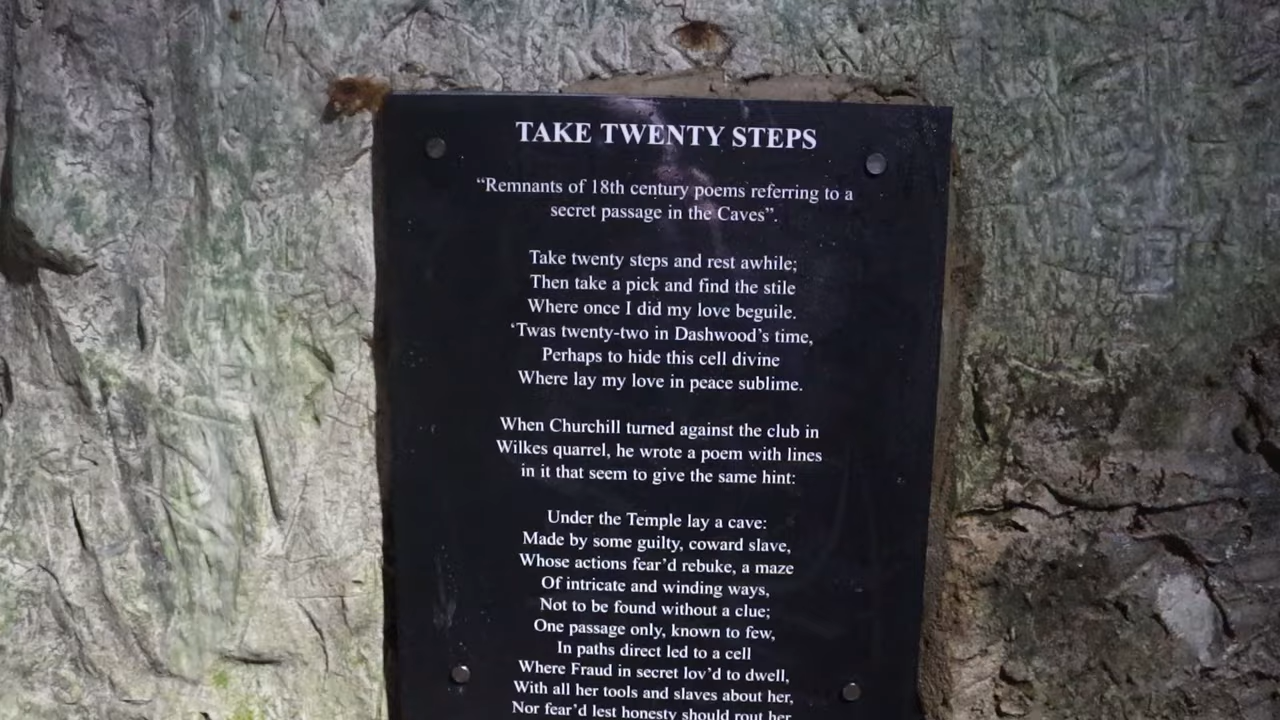 TAKE TWENTY STEPS
“Remnants of 18th century poems referring to a
secret passage in the Caves”.
Take twenty steps and rest awhile;
Then take a pick and find the stile
Where once I did my love beguile.
‘Twas twenty-two in Dashwood’s time,
Perhaps to hide this cell divine
Where lay my love in peace sublime.
When Churchill turned against the club in
Wilkes quarrel, he wrote a poem with lines
in it that seem to give the same hint:
Under the Temple lay a cave:
Made by some guilty, coward slave,
Whose actions fear’d rebuke, a maze
Of intricate and winding ways,
Not to be found without a clue;
One passage only, known to few,
In paths direct led to a cell
Where Fraud in secret lov’d to dwell,
With all her tools and slaves about her,
Nor fear’d lest honesty should rout her